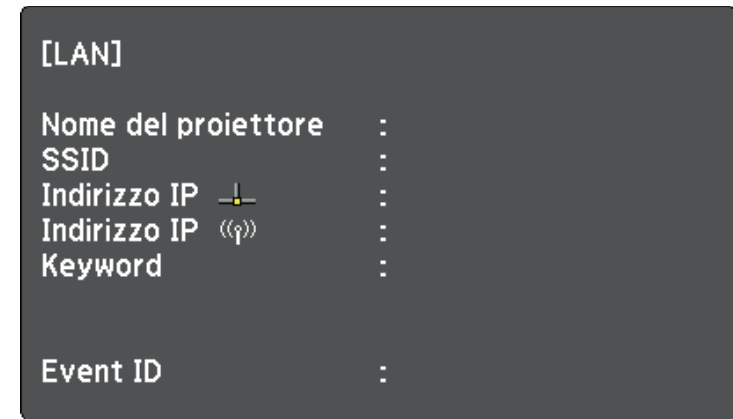 [LAN]
Nome del proiettore :
SSID :
Indirizzo IP :
Indirizzo IP :
Keyword :
Event ID :